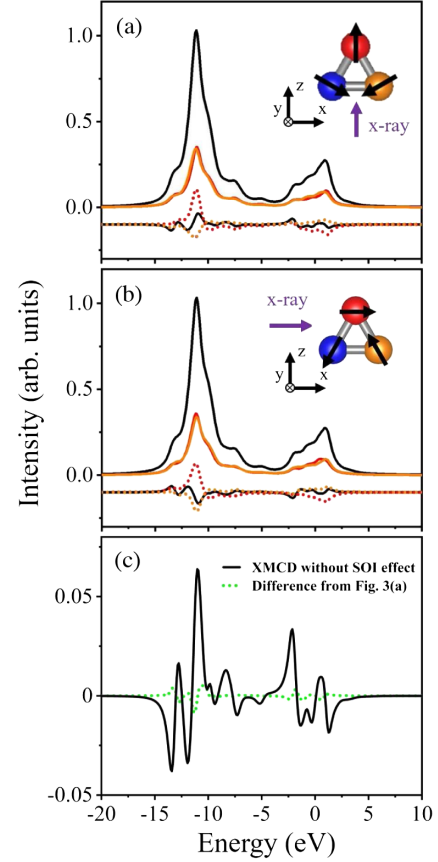 (a)
z
y
x
x-ray
1.0
0.5
0.0
(b)
x-ray
z
y
x
1.0
0.5
0.0
Intensity (arb. units)
(c)
XMCD without SOI effect
Difference from Fig. 3(a)
0.05
0
-0.05
-20 -15 -10 -5 0 5 10
Energy (eV)